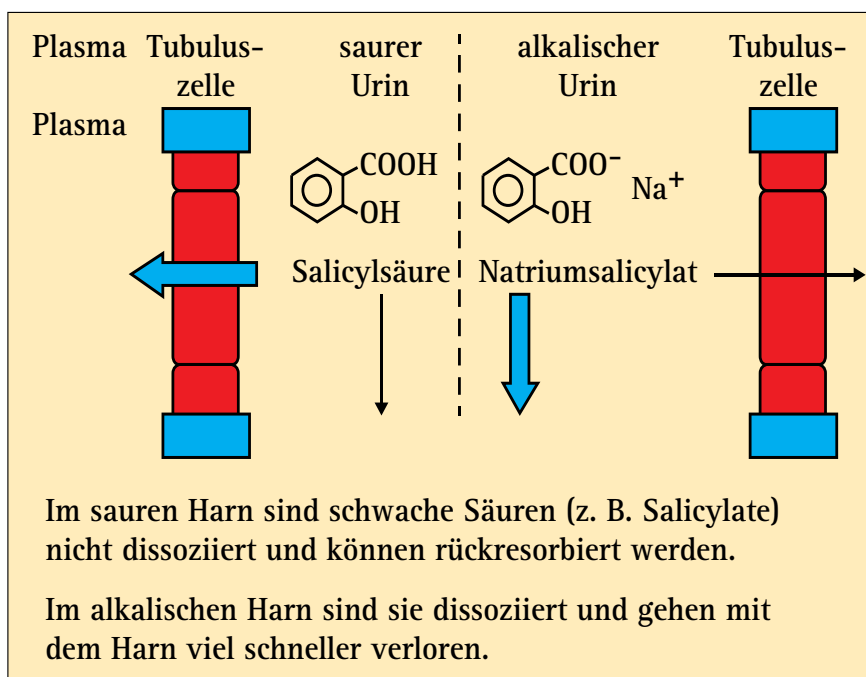 Plasma Tubulus- saurer alkalischer Tubulus-
zelle Urin Urin zelle
Plasma
COOH COO⁻
Na⁺
OH OH
Salicylsäure Natriumsalicylat
Im sauren Harn sind schwache Säuren (z. B. Salicylate)
nicht dissoziiert und können rückresorbiert werden.
Im alkalischen Harn sind sie dissoziiert und gehen mit
dem Harn viel schneller verloren.